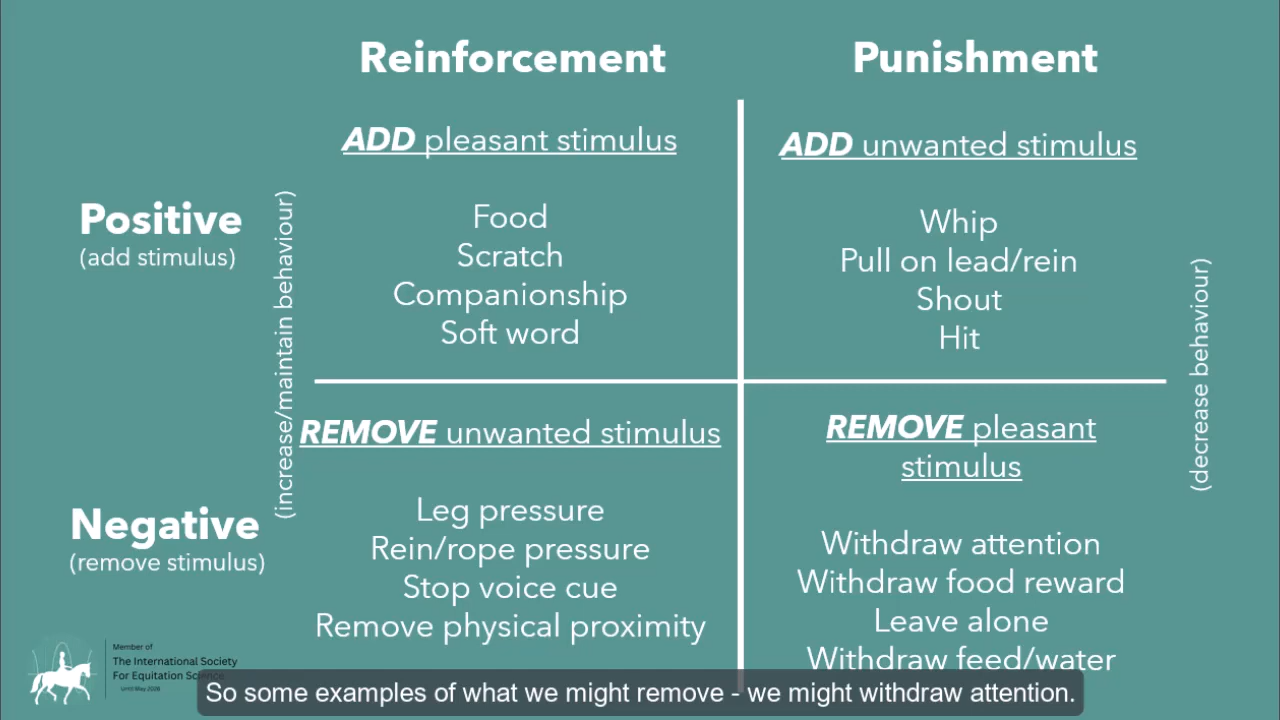 Reinforcement
Punishment
ADD pleasant stimulus
ADD unwanted stimulus
Positive
(add stimulus)
(increase/maintain behaviour)
Food
Scratch
Companionship
Soft word
Whip
Pull on lead/rein
Shout
Hit
(decrease behaviour)
REMOVE unwanted stimulus
REMOVE pleasant
stimulus
Negative
(remove stimulus)
Leg pressure
Rein/rope pressure
Stop voice cue
Remove physical proximity
Withdraw attention
Withdraw food reward
Leave alone
Withdraw feed/water
Member of
The International Society
For Equitation Science
Until May 2028
So some examples of what we might remove - we might withdraw attention.